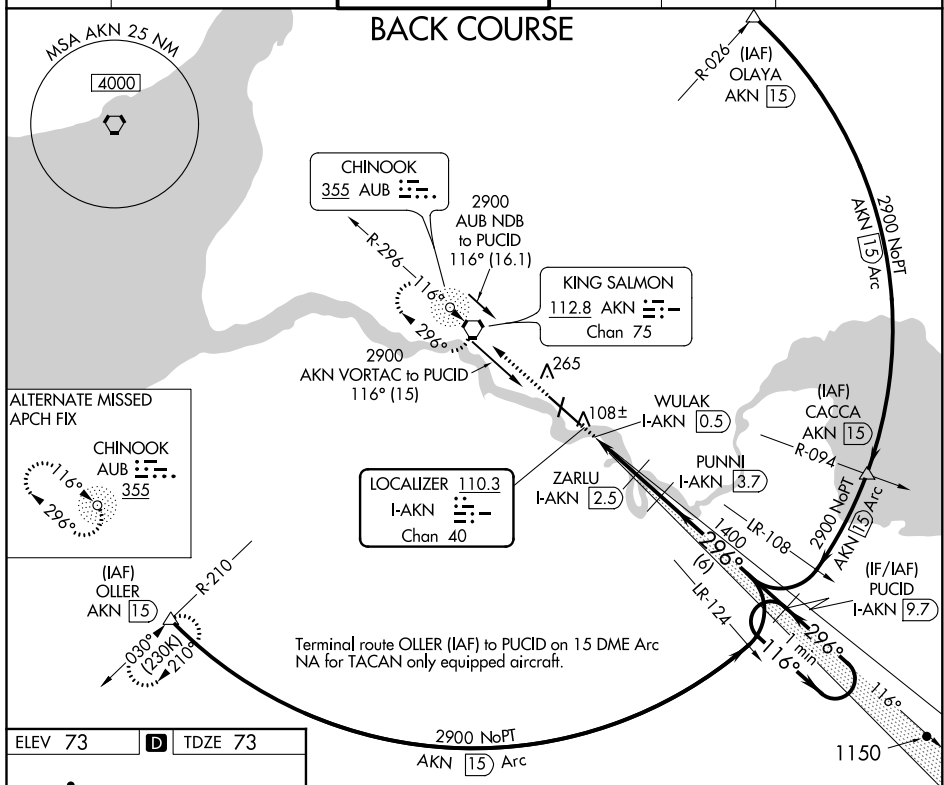 BACK COURSE
MSA AKN 25 NM
4000
R-026
(IAF)
OLAYA
AKN 15
2900 NoPT
AKN 15 Arc
CHINOOK
355 AUB
2900
AUB NDB
to PUCID
116° (16.1)
R-296
116°
296°
KING SALMON
112.8 AKN
Chan 75
2900
AKN VORTAC to PUCID
116° (15)
265
108±
WULAK
I-AKN 0.5
(IAF)
CACCA
AKN 15
R-094
ALTERNATE MISSED
APCH FIX
CHINOOK
AUB
355
116°
296°
LOCALIZER 110.3
I-AKN
Chan 40
ZARLU
I-AKN 2.5
PUNNI
I-AKN 3.7
2900 NoPT
AKN 15 Arc
LR-108
1400
296°
(6)
LR-124
(IF/IAF)
PUCID
I-AKN 9.7
(IAF)
OLLER
AKN 15
R-210
030°
(230K)
210°
Terminal route OLLER (IAF) to PUCID on 15 DME Arc
NA for TACAN only equipped aircraft.
1 min
116°
296°
116°
1150
2900 NoPT
AKN 15 Arc
ELEV 73
D
TDZE 73